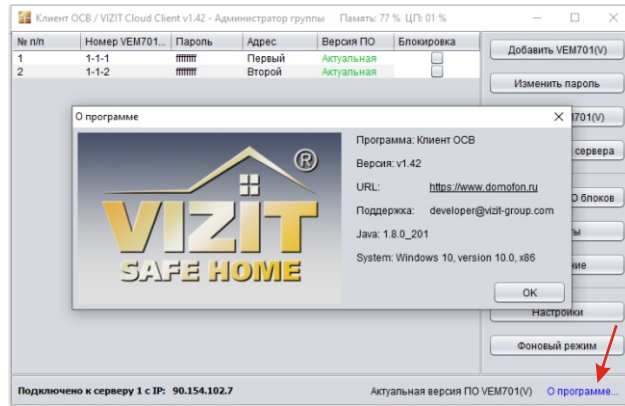 Клиент ОСВ / VIZIT Cloud Client v1.42 - Администратор группы Память: 77 % ЦП: 01 %
№ п/п Номер VEM701... Пароль Адрес Версия ПО Блокировка
1 1-1-1 ffffffff Первый Актуальная
2 1-1-2 ffffffff Второй Актуальная
Добавить VEM701(V)
Изменить пароль
701(V)
сервера
О блоков
ты
ние
Настройки
Фоновый режим
О программе
VIZIT
®
SAFE HOME
Программа: Клиент ОСВ
Версия: v1.42
URL: https://www.domofon.ru
Поддержка: developer@vizit-group.com
Java: 1.8.0_201
System: Windows 10, version 10.0, x86
OK
Подключено к серверу 1 с IP: 90.154.102.7 Актуальная версия ПО VEM701(V) О программе...